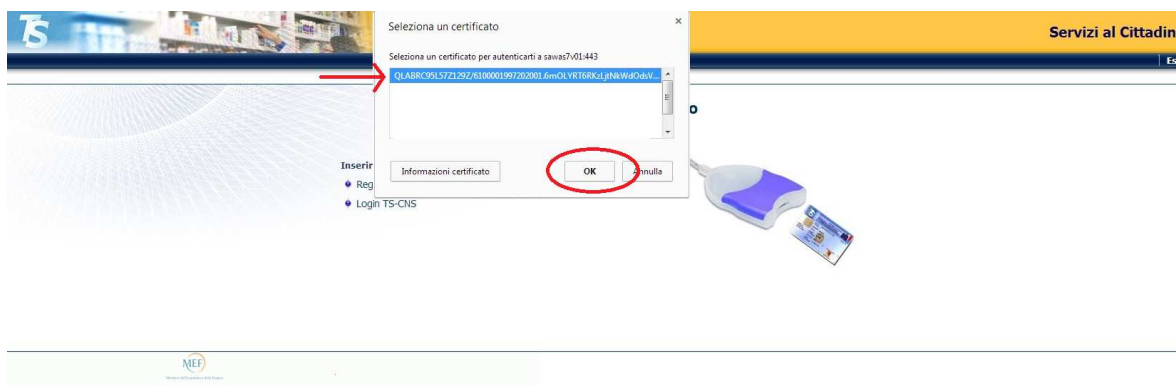 TS
Servizi al Cittadin
Es
Seleziona un certificato
Seleziona un certificato per autenticarti a sawas7v01:443
QLABRC95L57Z129Z/6100001997202001.6mOLYRT6RKzLjtNkWdOdsV...
o
Inserir
Informazioni certificato
OK
Annulla
Reg
Login TS-CNS
MEF